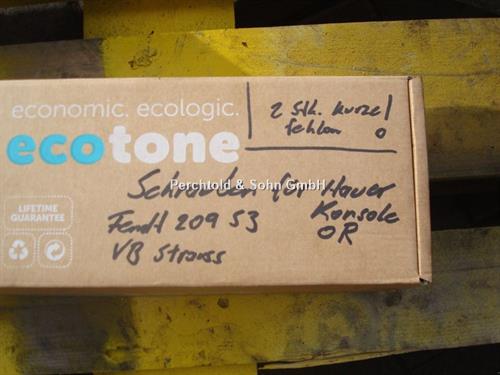 economic. ecologic.
ecotone
2 Stk. kurze
fehlen
Schrauben für Hauer
Konsole
Fendt 209 S3
OR
VB Strauss
LIFETIME
GUARANTEE
Perchtold & Sohn GmbH